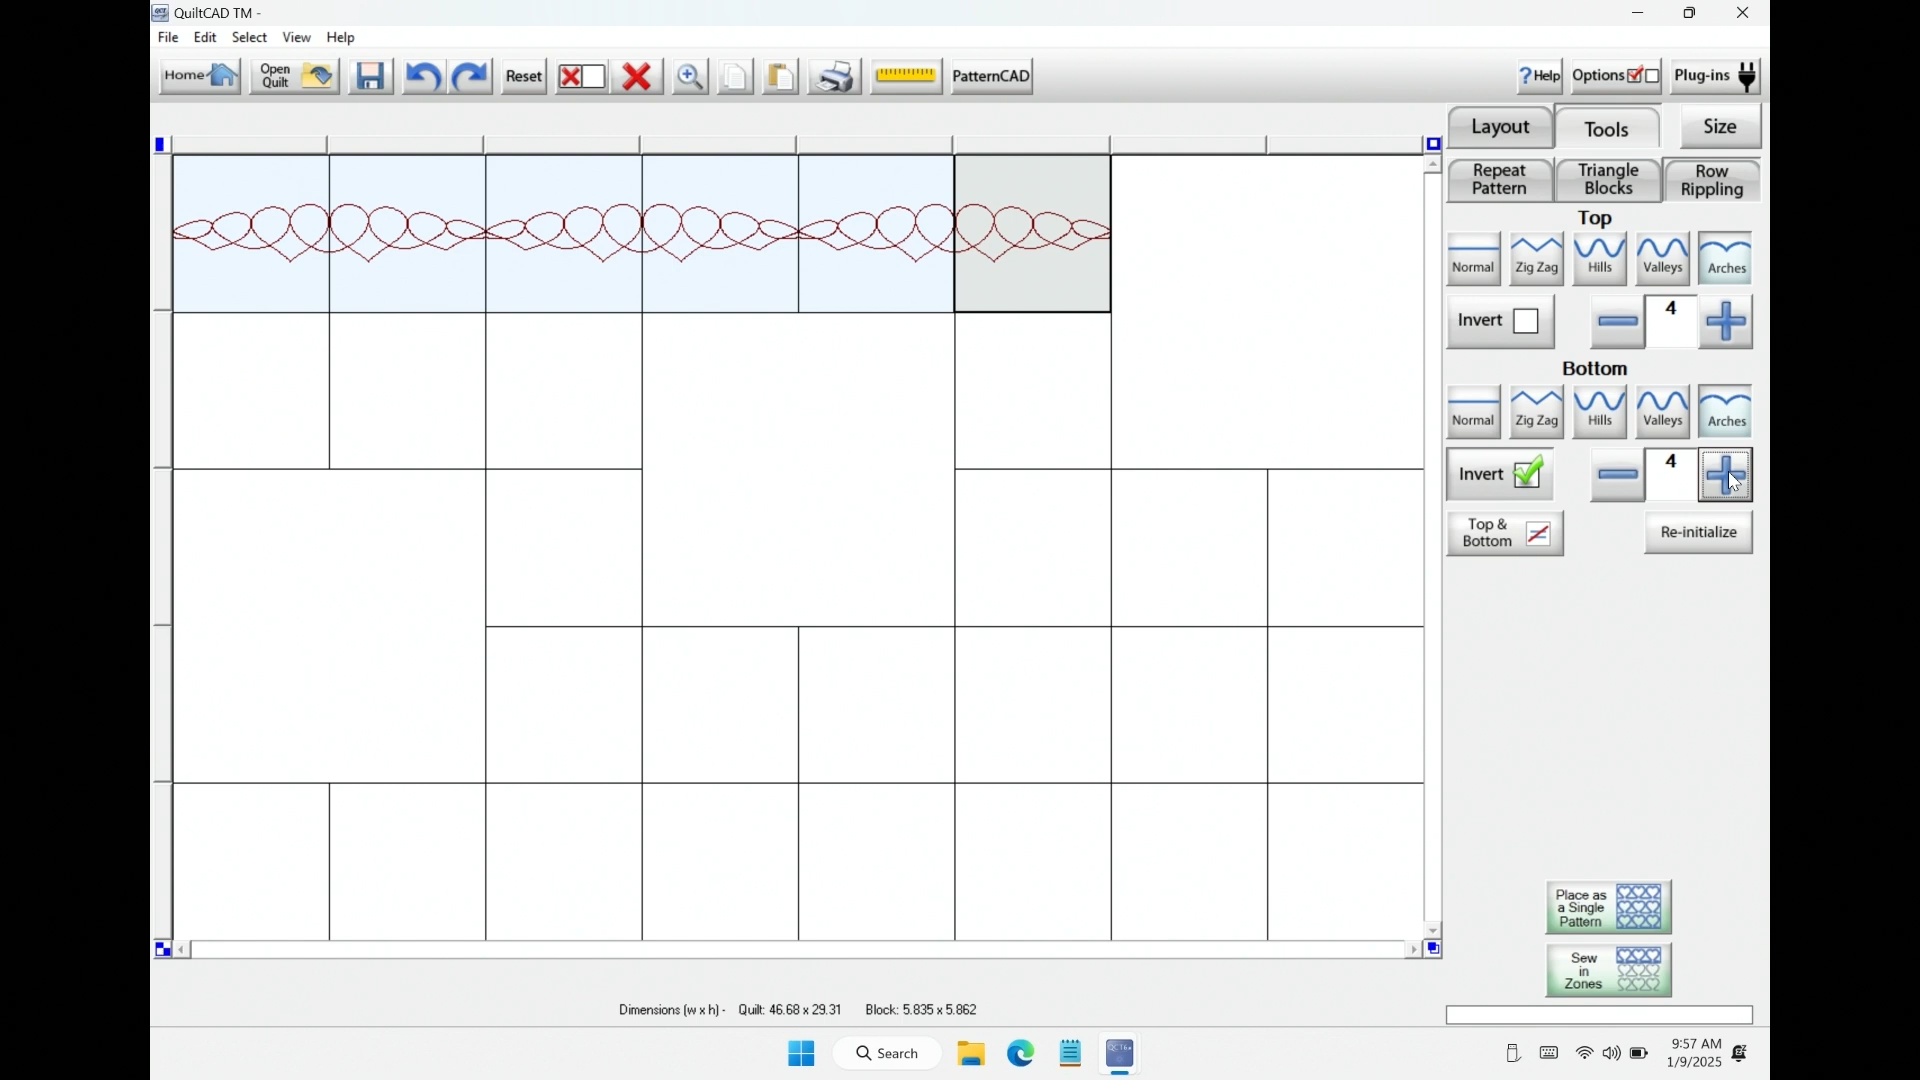 QuiltCAD TM -
File Edit Select View Help
Home Open Quilt Reset PatternCAD ?Help Options Plug-ins
Layout Tools Size
Repeat Pattern Triangle Blocks Row Rippling
Top
Normal Zig Zag Hills Valleys Arches
Invert 4
Bottom
Normal Zig Zag Hills Valleys Arches
Invert 4
Top & Bottom Re-initialize
Place as a Single Pattern
Sew in Zones
Dimensions (w x h) - Quilt: 46.68 x 29.31 Block: 5.835 x 5.862
Search
9:57 AM
1/9/2025